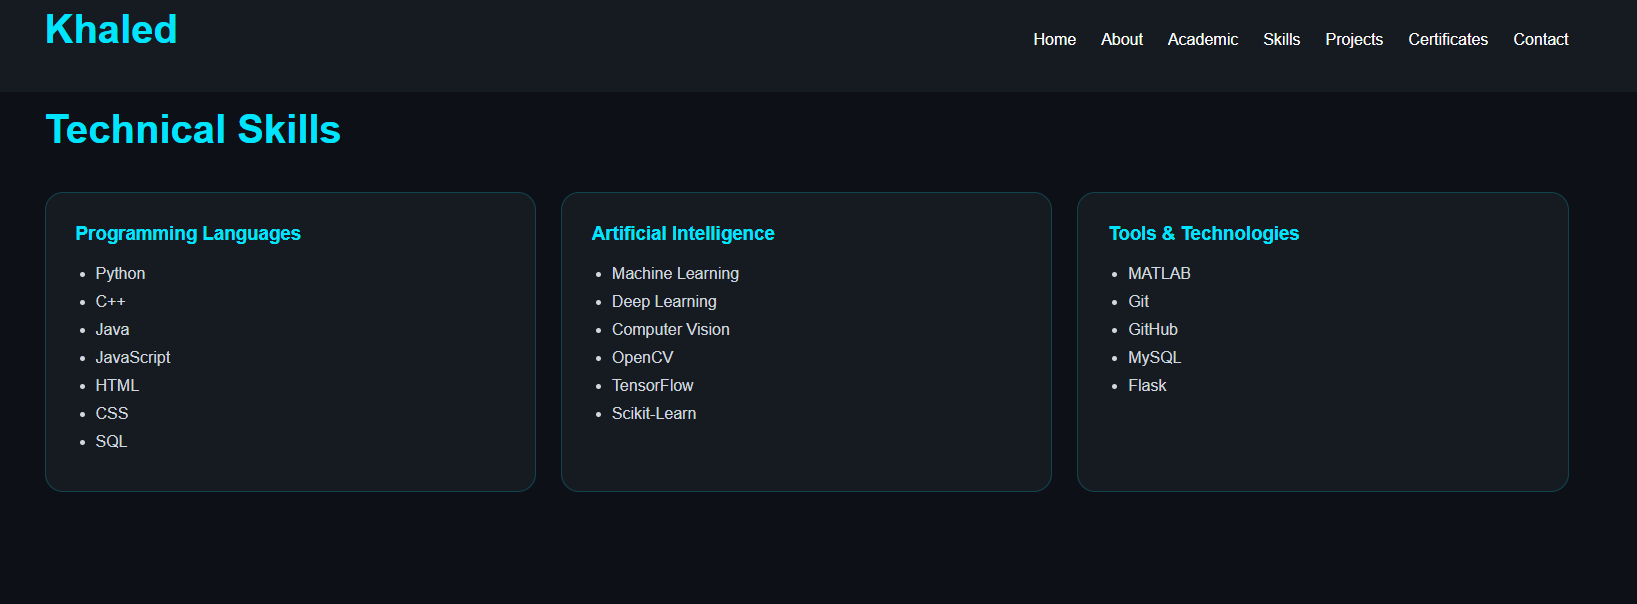 Khaled
Home About Academic Skills Projects Certificates Contact
Technical Skills
Programming Languages
Python
C++
Java
JavaScript
HTML
CSS
SQL
Artificial Intelligence
Machine Learning
Deep Learning
Computer Vision
OpenCV
TensorFlow
Scikit-Learn
Tools & Technologies
MATLAB
Git
GitHub
MySQL
Flask